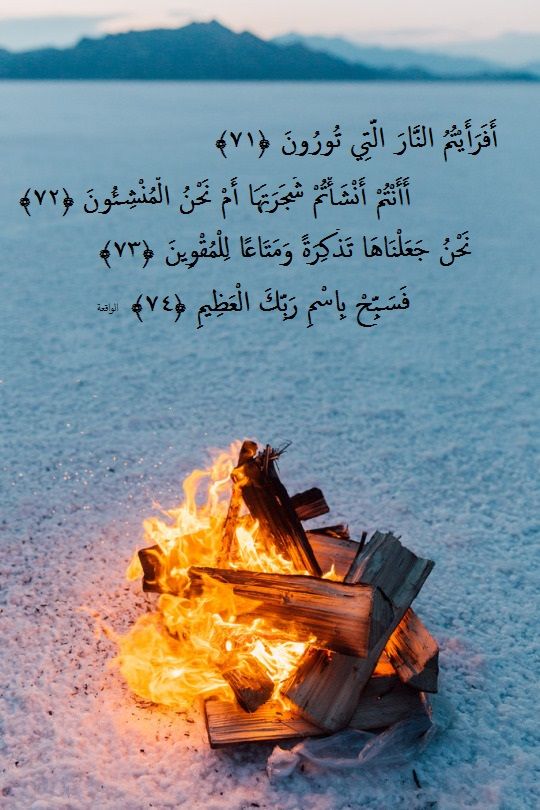 أَفَرَأَيْتُمُ النَّارَ الَّتِي تُورُونَ ﴿٧١﴾
أَأَنْتُمْ أَنْشَأْتُمْ شَجَرَتَهَا أَمْ نَحْنُ الْمُنْشِئُونَ ﴿٧٢﴾
نَحْنُ جَعَلْنَاهَا تَذْكِرَةً وَمَتَاعًا لِلْمُقْوِينَ ﴿٧٣﴾
فَسَبِّحْ بِاسْمِ رَبِّكَ الْعَظِيمِ ﴿٧٤﴾ الواقعة